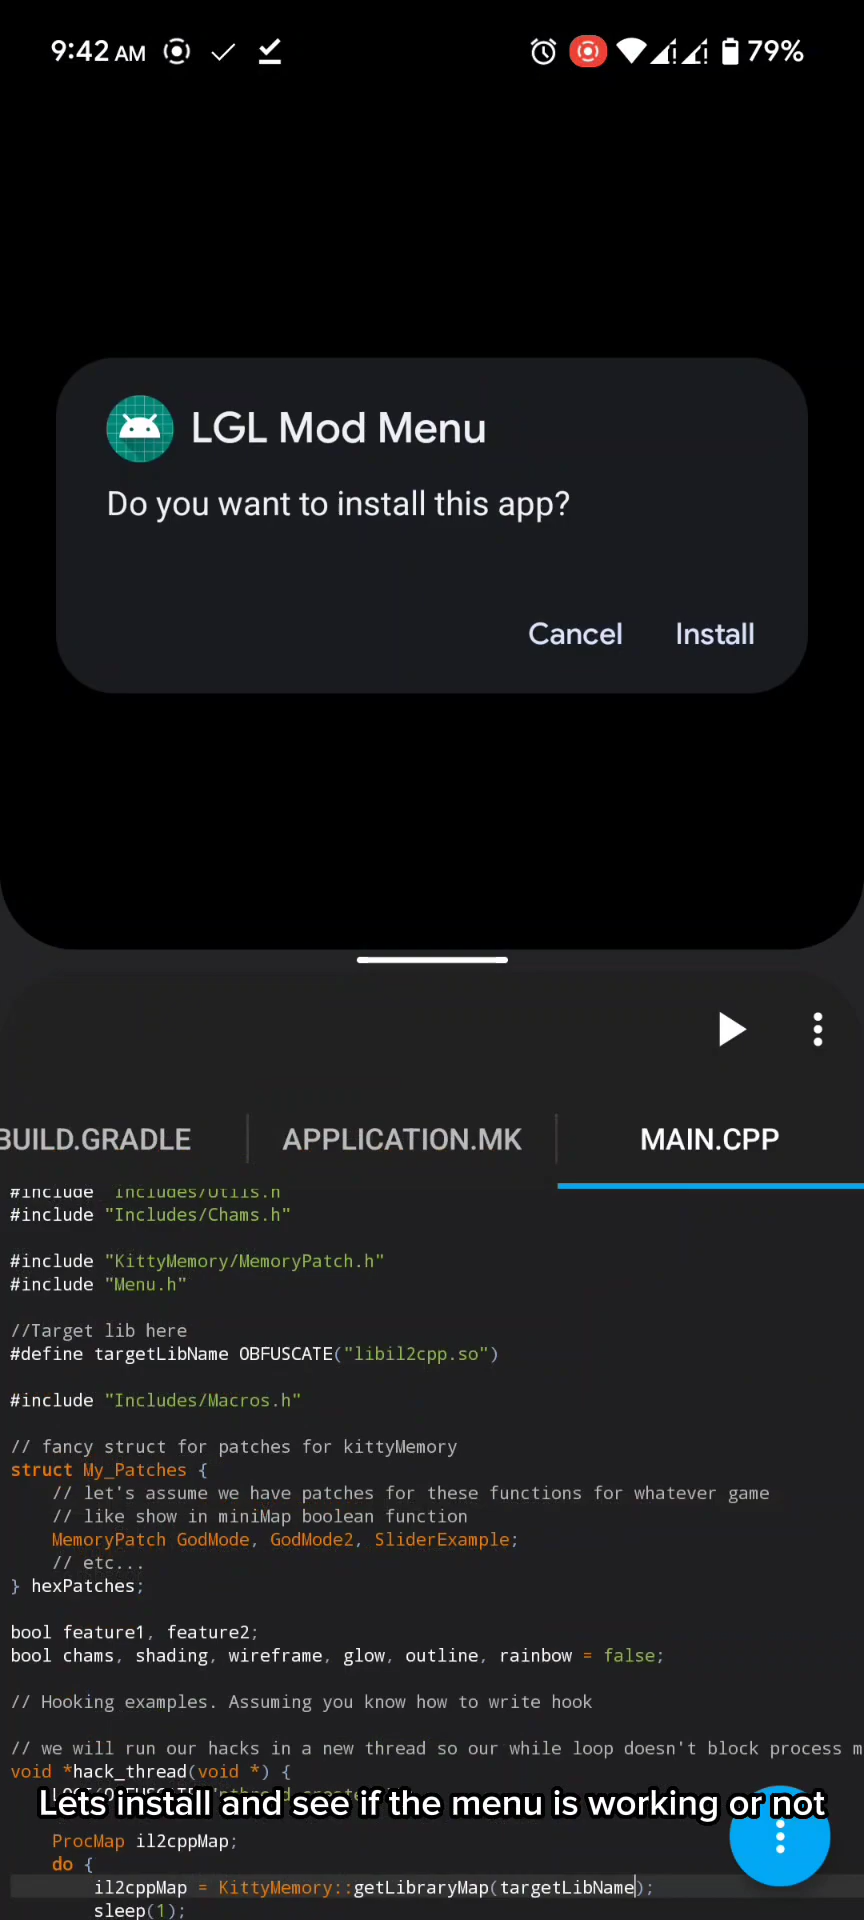 9:42 AM
79%
LGL Mod Menu
Do you want to install this app?
Cancel Install
BUILD.GRADLE APPLICATION.MK MAIN.CPP
#include "Includes/Utils.h"
#include "Includes/Chams.h"
#include "KittyMemory/MemoryPatch.h"
#include "Menu.h"
//Target lib here
#define targetLibName OBFUSCATE("libil2cpp.so")
#include "Includes/Macros.h"
// fancy struct for patches for kittyMemory
struct My_Patches {
// let's assume we have patches for these functions for whatever game
// like show in miniMap boolean function
MemoryPatch GodMode, GodMode2, SliderExample;
// etc...
} hexPatches;
bool feature1, feature2;
bool chams, shading, wireframe, glow, outline, rainbow = false;
// Hooking examples. Assuming you know how to write hook
// we will run our hacks in a new thread so our while loop doesn't block process m
void *hack_thread(void *) {
Lets install and see if the menu is working or not
ProcMap il2cppMap;
do {
il2cppMap = KittyMemory::getLibraryMap(targetLibName);
sleep(1);